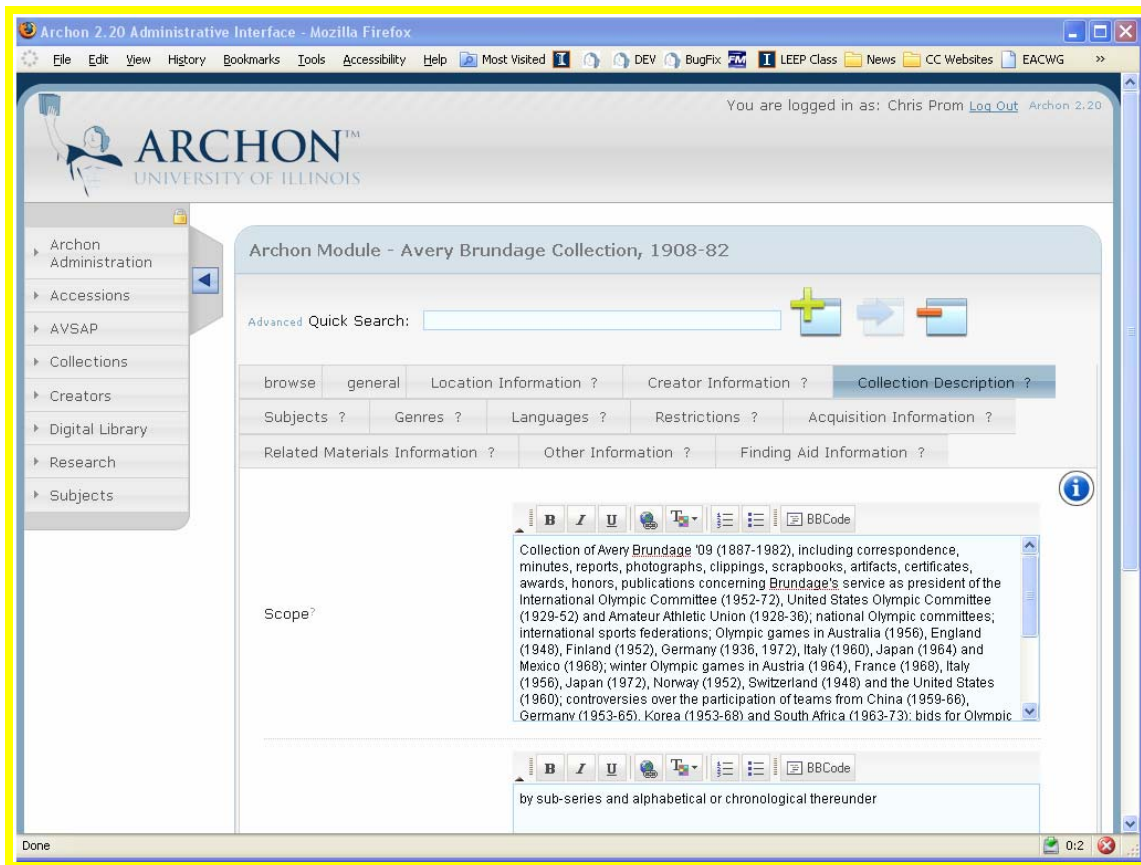 Archon 2.20 Administrative Interface - Mozilla Firefox
File Edit View History Bookmarks Tools Accessibility Help Most Visited DEV BugFix FM LEEP Class News CC Websites EACWG »
You are logged in as: Chris Prom Log Out Archon 2.20
ARCHON™
UNIVERSITY OF ILLINOIS
Archon Administration
Accessions
AVSAP
Collections
Creators
Digital Library
Research
Subjects
Archon Module - Avery Brundage Collection, 1908-82
Advanced Quick Search:
browse general Location Information ? Creator Information ? Collection Description ?
Subjects ? Genres ? Languages ? Restrictions ? Acquisition Information ?
Related Materials Information ? Other Information ? Finding Aid Information ?
B I U BBCode
Scope?
Collection of Avery Brundage '09 (1887-1982), including correspondence,
minutes, reports, photographs, clippings, scrapbooks, artifacts, certificates,
awards, honors, publications concerning Brundage's service as president of the
International Olympic Committee (1952-72), United States Olympic Committee
(1929-52) and Amateur Athletic Union (1928-36); national Olympic committees;
international sports federations; Olympic games in Australia (1956), England
(1948), Finland (1952), Germany (1936, 1972), Italy (1960), Japan (1964) and
Mexico (1968); winter Olympic games in Austria (1964), France (1968), Italy
(1956), Japan (1972), Norway (1952), Switzerland (1948) and the United States
(1960); controversies over the participation of teams from China (1959-66),
Germany (1953-65), Korea (1953-68) and South Africa (1963-73); bids for Olympic
B I U BBCode
by sub-series and alphabetical or chronological thereunder
Done 0:2